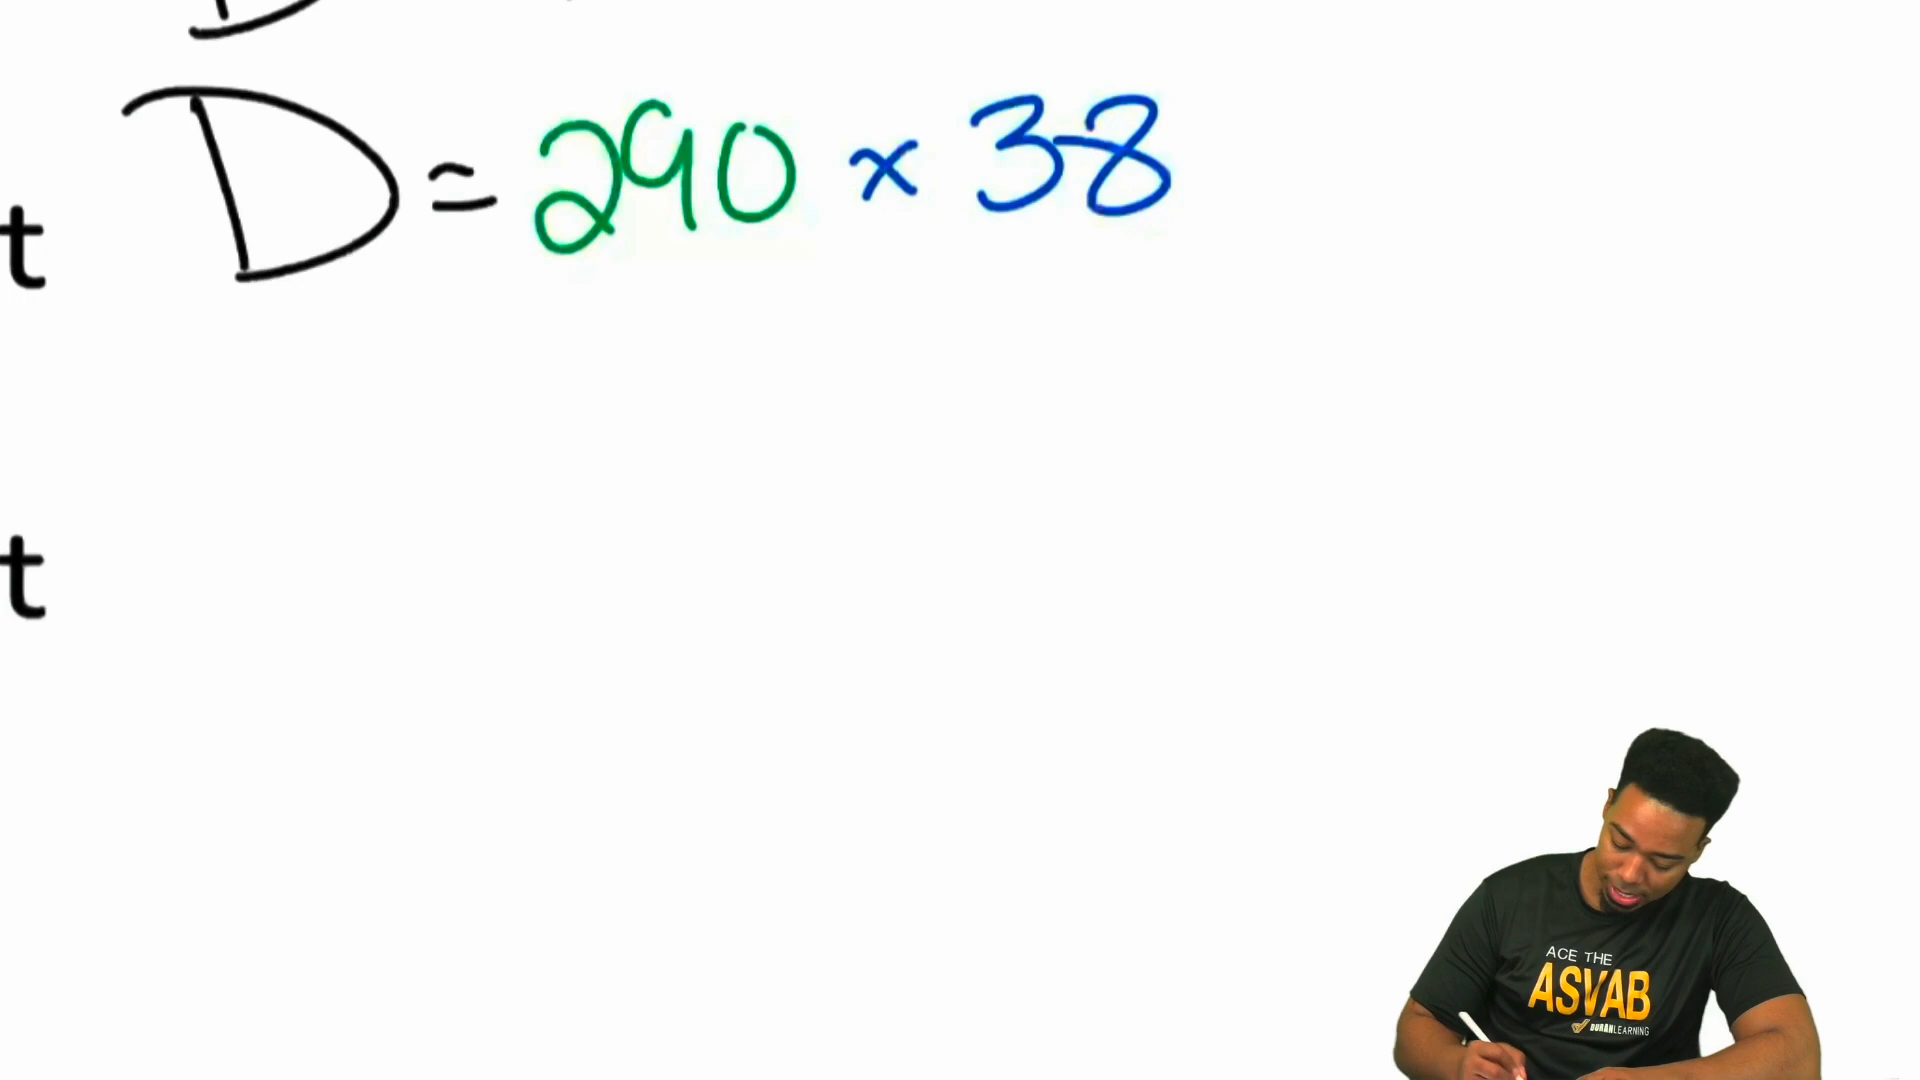 D = 290 x 38
t
t
ACE THE
ASVAB
DURANLEARNING